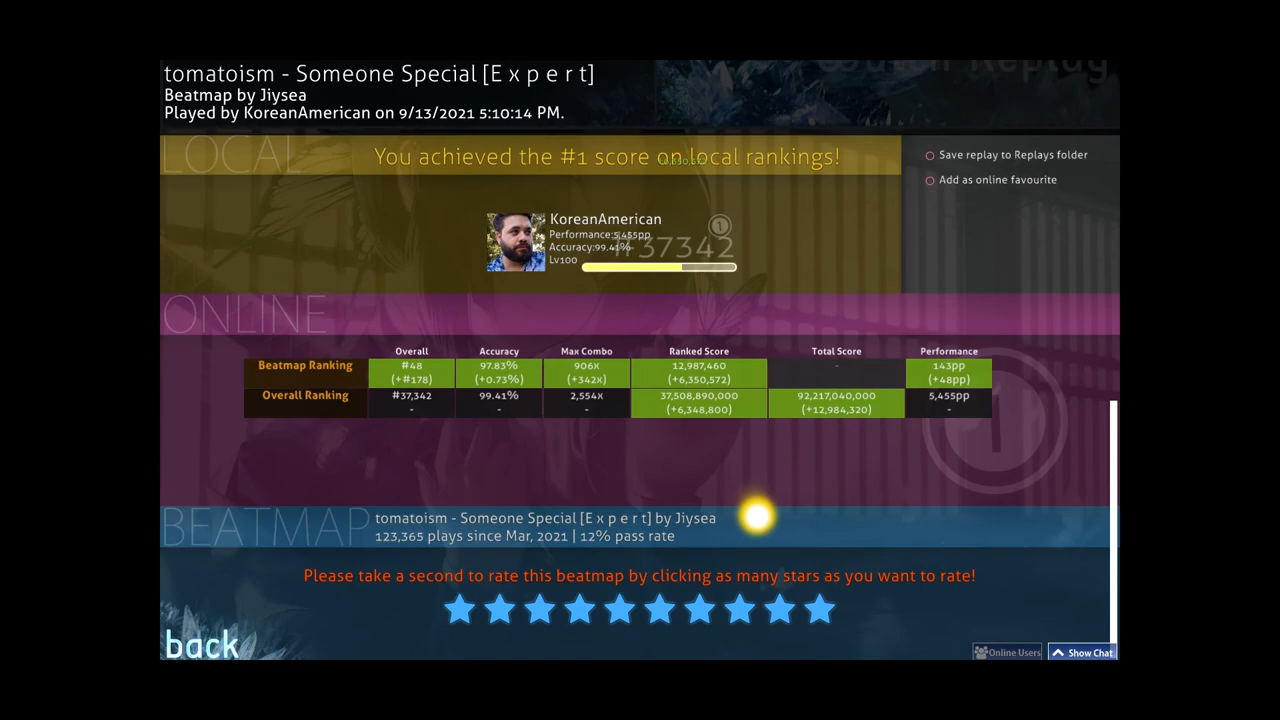 Watch Replay
tomatoism - Someone Special [E x p e r t]
Beatmap by Jiysea
Played by KoreanAmerican on 9/13/2021 5:10:14 PM.
LOCAL
You achieved the #1 score on local rankings!
Save replay to Replays folder
Add as online favourite
KoreanAmerican
Performance:5,455pp
Accuracy:99.41%
Lv100
#37342
ONLINE
Overall Accuracy Max Combo Ranked Score Total Score Performance
Beatmap Ranking #48 97.83% 906x 12,987,460 - 143pp
(+#178) (+0.73%) (+342x) (+6,350,572) (+48pp)
Overall Ranking #37,342 99.41% 2,554x 37,508,890,000 92,217,040,000 5,455pp
- - - (+6,348,800) (+12,984,320) -
1
BEATMAP
tomatoism - Someone Special [E x p e r t] by Jiysea
123,365 plays since Mar, 2021 | 12% pass rate
Please take a second to rate this beatmap by clicking as many stars as you want to rate!
back
Online Users
Show Chat